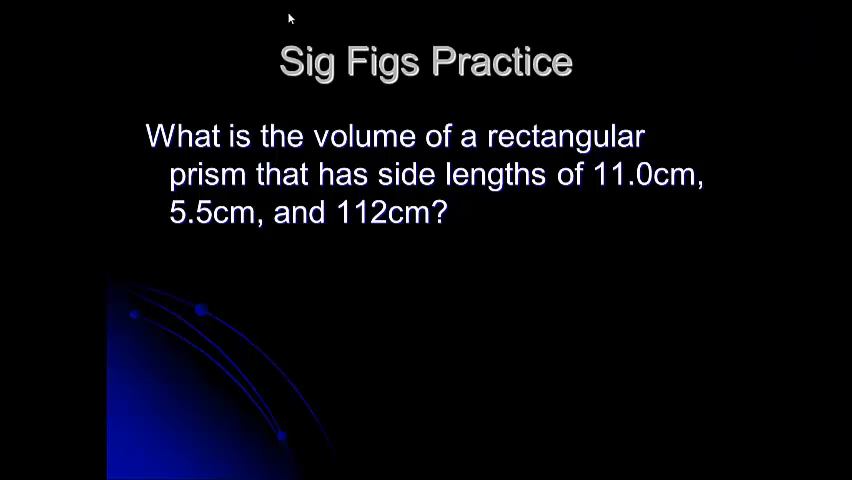 Sig Figs Practice
What is the volume of a rectangular
prism that has side lengths of 11.0cm,
5.5cm, and 112cm?